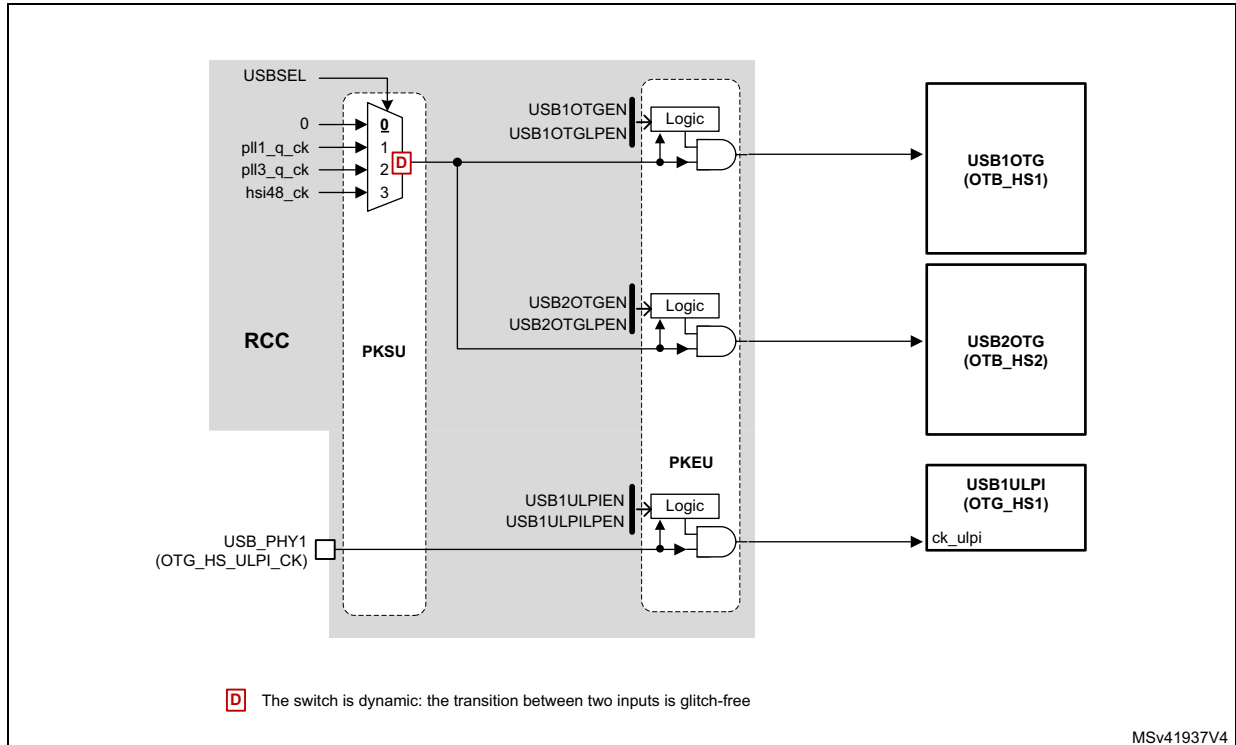 USBSEL
0
pll1_q_ck
pll3_q_ck
hsi48_ck
0
1
2
3
D
RCC
PKSU
USB1OTGEN
USB1OTGLPEN
Logic
USB2OTGEN
USB2OTGLPEN
Logic
PKEU
USB1ULPIEN
USB1ULPILPEN
Logic
USB_PHY1
(OTG_HS_ULPI_CK)
USB1OTG
(OTB_HS1)
USB2OTG
(OTB_HS2)
USB1ULPI
(OTG_HS1)
ck_ulpi
D The switch is dynamic: the transition between two inputs is glitch-free
MSv41937V4